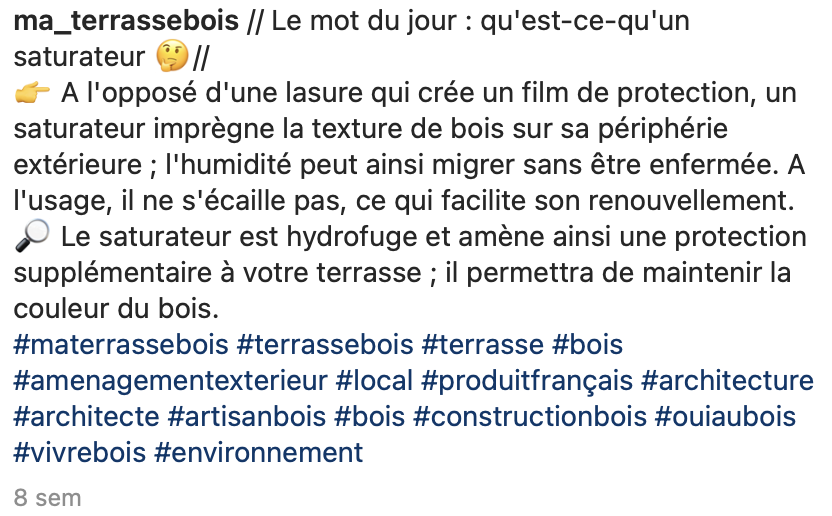 ma_terrassebois // Le mot du jour : qu'est-ce-qu'un
saturateur 🤔//
👉 A l'opposé d'une lasure qui crée un film de protection, un
saturateur imprègne la texture de bois sur sa périphérie
extérieure ; l'humidité peut ainsi migrer sans être enfermée. A
l'usage, il ne s'écaille pas, ce qui facilite son renouvellement.
🔎 Le saturateur est hydrofuge et amène ainsi une protection
supplémentaire à votre terrasse ; il permettra de maintenir la
couleur du bois.
#materrassebois #terrassebois #terrasse #bois
#amenagementexterieur #local #produitfrançais #architecture
#architecte #artisanbois #bois #constructionbois #ouiaubois
#vivrebois #environnement
8 sem